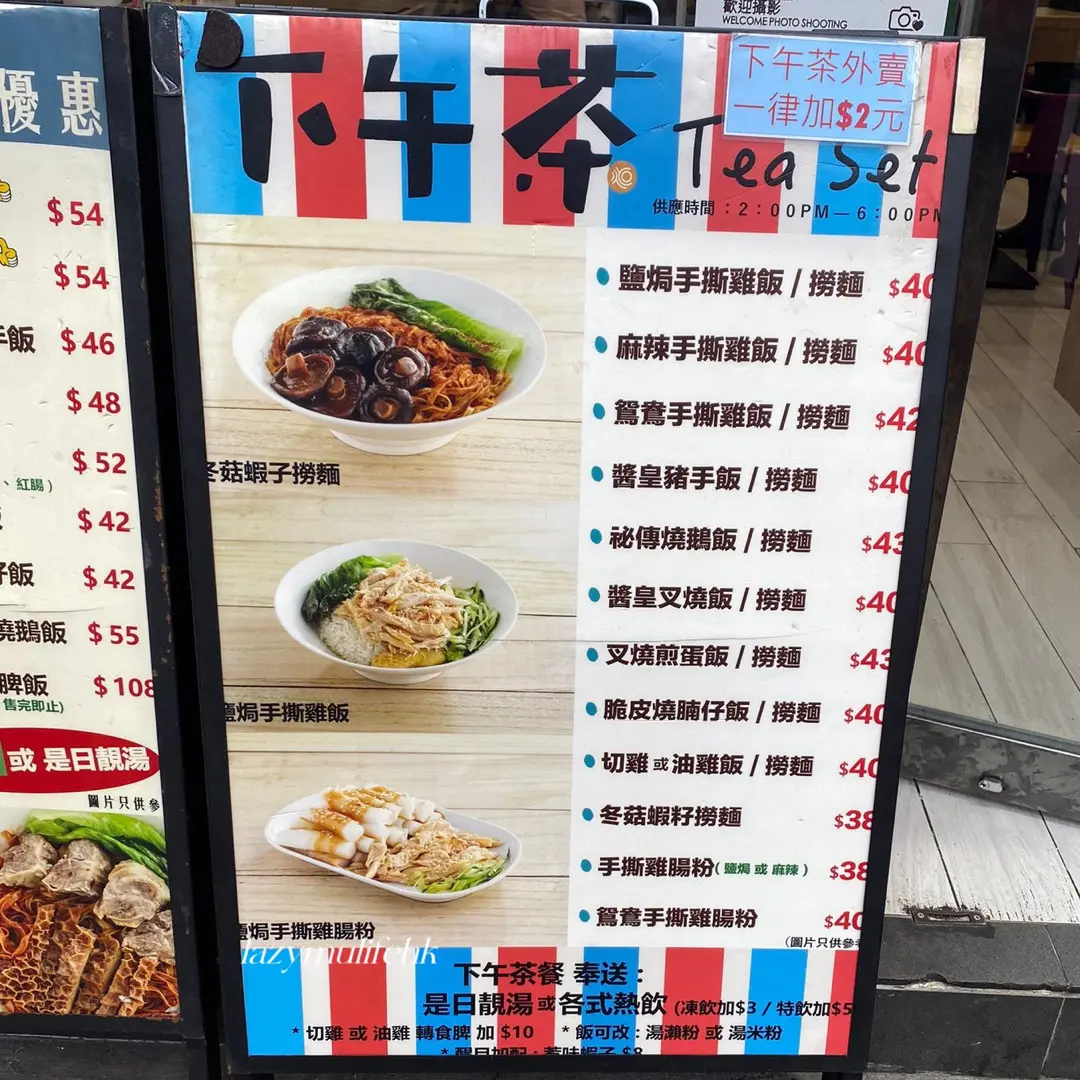 歡迎攝影
WELCOME PHOTO SHOOTING
優惠
$54
$54
飯 $46
$48
$52
、紅腸)
$42
飯 $42
燒鵝飯 $55
脾飯 $108
售完即止)
或 是日靚湯
圖片只供參
下午茶
Tea Set
下午茶外賣
一律加$2元
供應時間：2:00PM—6:00PM
冬菇蝦子撈麵
鹽焗手撕雞飯
鹽焗手撕雞腸粉
鹽焗手撕雞飯 / 撈麵 $40
麻辣手撕雞飯 / 撈麵 $40
鴛鴦手撕雞飯 / 撈麵 $42
醬皇豬手飯 / 撈麵 $40
祕傳燒鵝飯 / 撈麵 $43
醬皇叉燒飯 / 撈麵 $40
叉燒煎蛋飯 / 撈麵 $43
脆皮燒腩仔飯 / 撈麵 $40
切雞 或 油雞飯 / 撈麵 $40
冬菇蝦籽撈麵 $38
手撕雞腸粉(鹽焗 或 麻辣) $38
鴛鴦手撕雞腸粉 $40
(圖片只供參
lazymulifehk
下午茶餐 奉送：
是日靚湯 或 各式熱飲 (凍飲加$3 / 特飲加$5
* 切雞 或 油雞 轉食脾 加 $10 * 飯可改：湯瀨粉 或 湯米粉